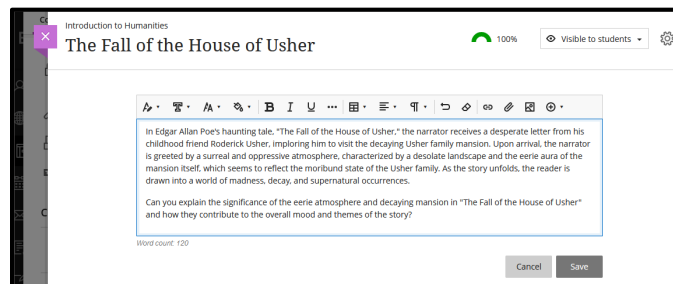 Introduction to Humanities
The Fall of the House of Usher
100%
Visible to students
In Edgar Allan Poe's haunting tale, "The Fall of the House of Usher," the narrator receives a desperate letter from his
childhood friend Roderick Usher, imploring him to visit the decaying Usher family mansion. Upon arrival, the narrator
is greeted by a surreal and oppressive atmosphere, characterized by a desolate landscape and the eerie aura of the
mansion itself, which seems to reflect the moribund state of the Usher family. As the story unfolds, the reader is
drawn into a world of madness, decay, and supernatural occurrences.
Can you explain the significance of the eerie atmosphere and decaying mansion in "The Fall of the House of Usher"
and how they contribute to the overall mood and themes of the story?
Word count: 120
Cancel
Save